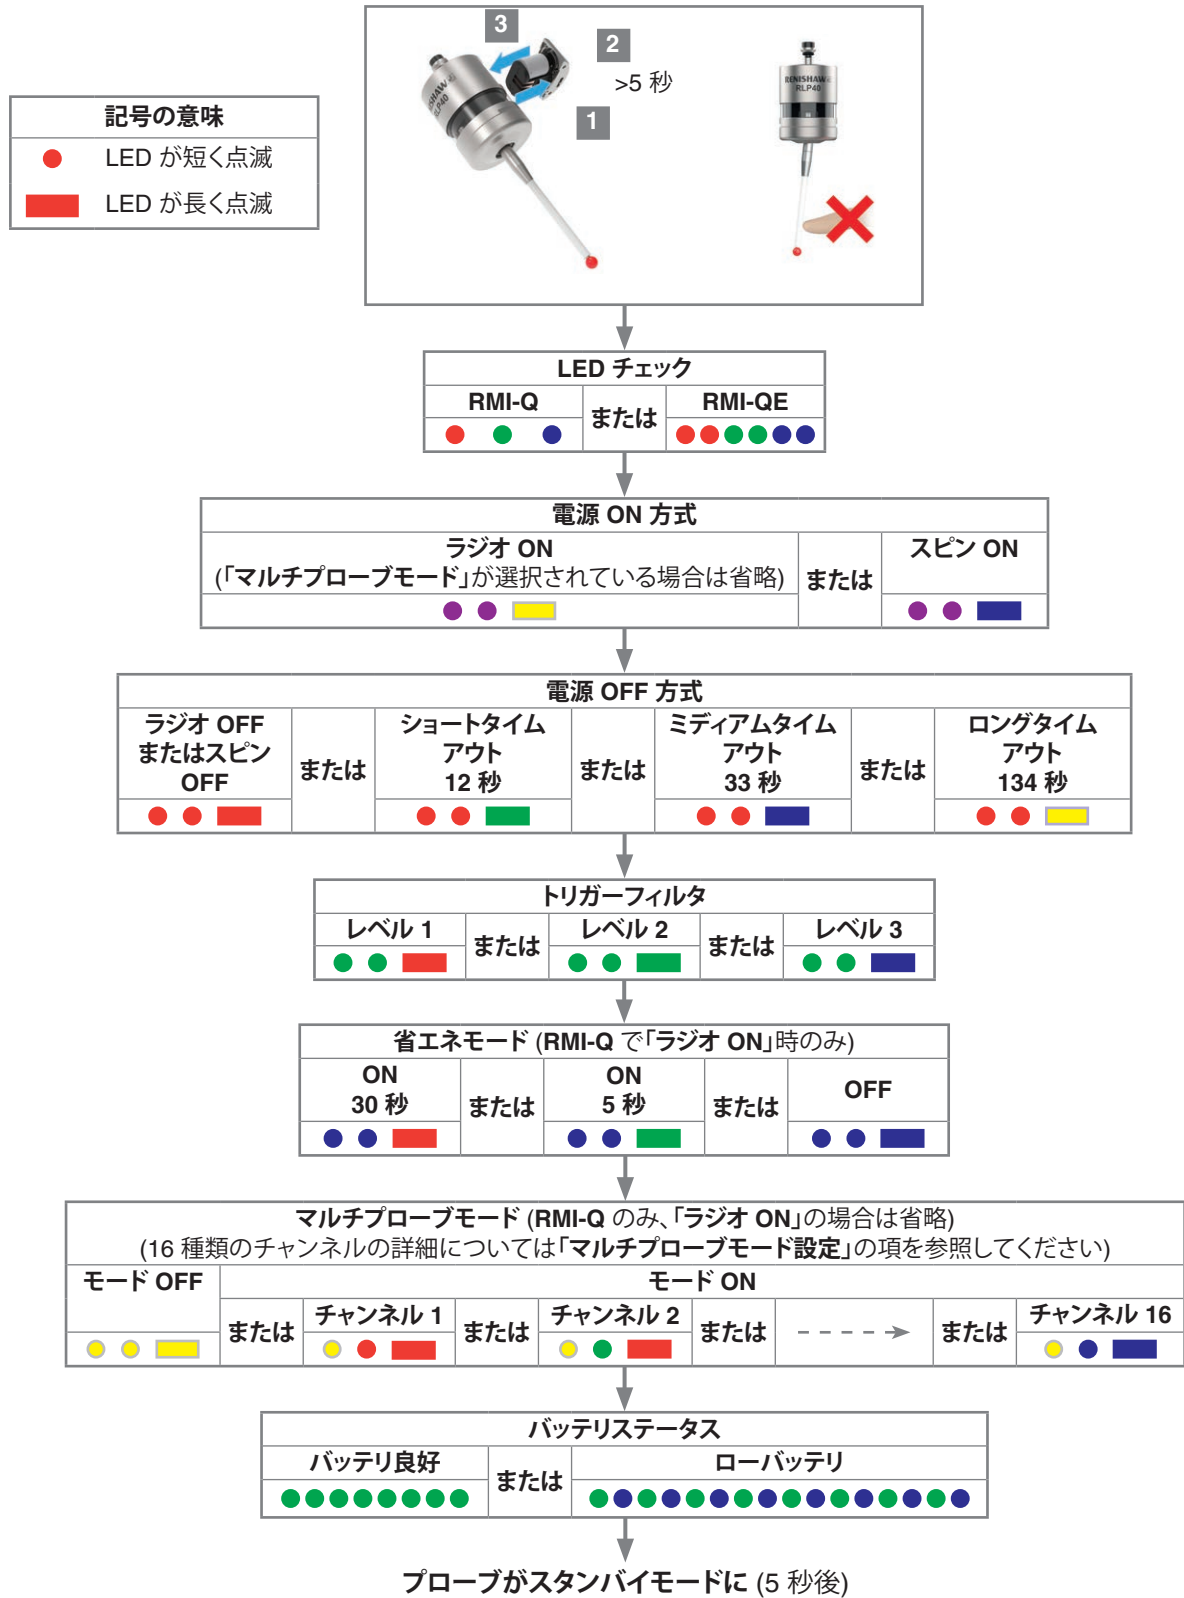 3
2
>5 秒
1
RENISHAW
RLP40
RENISHAW
RLP40
記号の意味
LED が短く点滅
LED が長く点滅
LED チェック
RMI-Q
または
RMI-QE
電源 ON 方式
ラジオ ON
(「マルチプローブモード」が選択されている場合は省略)
または
スピン ON
電源 OFF 方式
ラジオ OFF
またはスピン
OFF
または
ショートタイム
アウト
12 秒
または
ミディアムタイム
アウト
33 秒
または
ロングタイム
アウト
134 秒
トリガーフィルタ
レベル 1
または
レベル 2
または
レベル 3
省エネモード (RMI-Q で「ラジオ ON」時のみ)
ON
30 秒
または
ON
5 秒
または
OFF
マルチプローブモード (RMI-Q のみ、「ラジオ ON」の場合は省略)
(16 種類のチャンネルの詳細については「マルチプローブモード設定」の項を参照してください)
モード OFF
モード ON
または
チャンネル 1
または
チャンネル 2
または
または
チャンネル 16
バッテリステータス
バッテリ良好
または
ローバッテリ
プローブがスタンバイモードに (5 秒後)